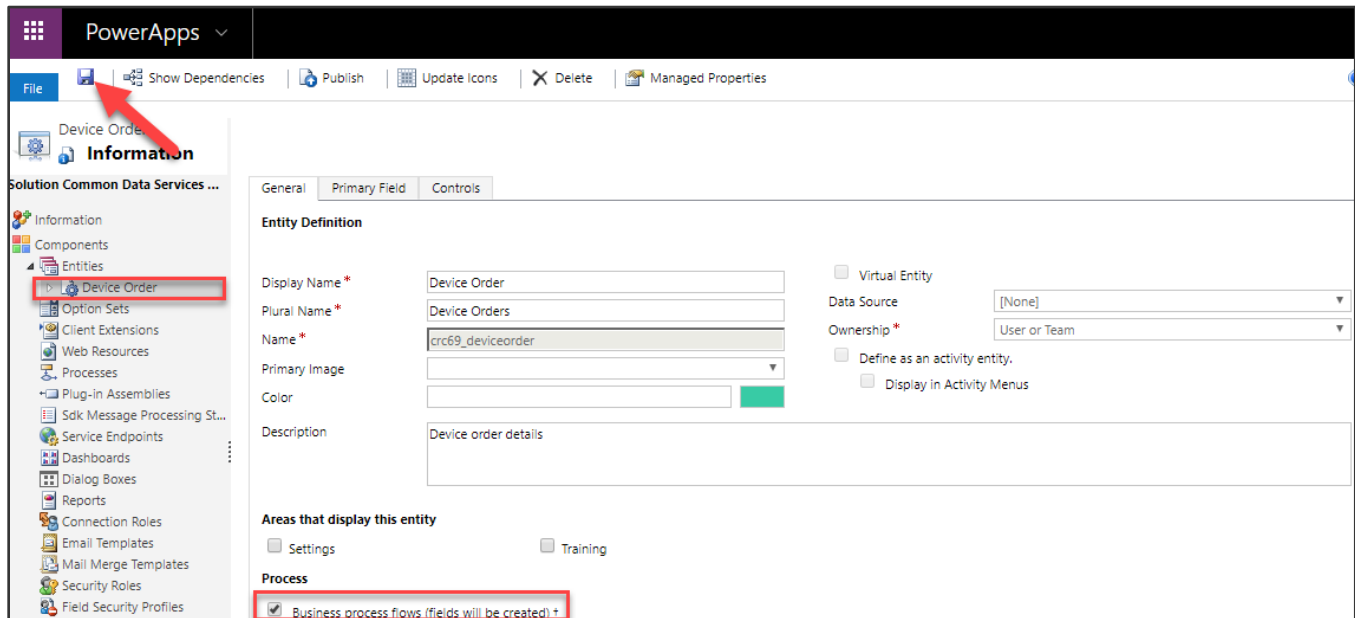 PowerApps
File
Show Dependencies
Publish
Update Icons
Delete
Managed Properties
Device Order
Information
Solution Common Data Services ...
Information
Components
Entities
Device Order
Option Sets
Client Extensions
Web Resources
Processes
Plug-in Assemblies
Sdk Message Processing St...
Service Endpoints
Dashboards
Dialog Boxes
Reports
Connection Roles
Email Templates
Mail Merge Templates
Security Roles
Field Security Profiles
General
Primary Field
Controls
Entity Definition
Display Name *
Device Order
Plural Name *
Device Orders
Name *
crc69_deviceorder
Primary Image
Color
Description
Device order details
Virtual Entity
Data Source
[None]
Ownership *
User or Team
Define as an activity entity.
Display in Activity Menus
Areas that display this entity
Settings
Training
Process
Business process flows (fields will be created) †